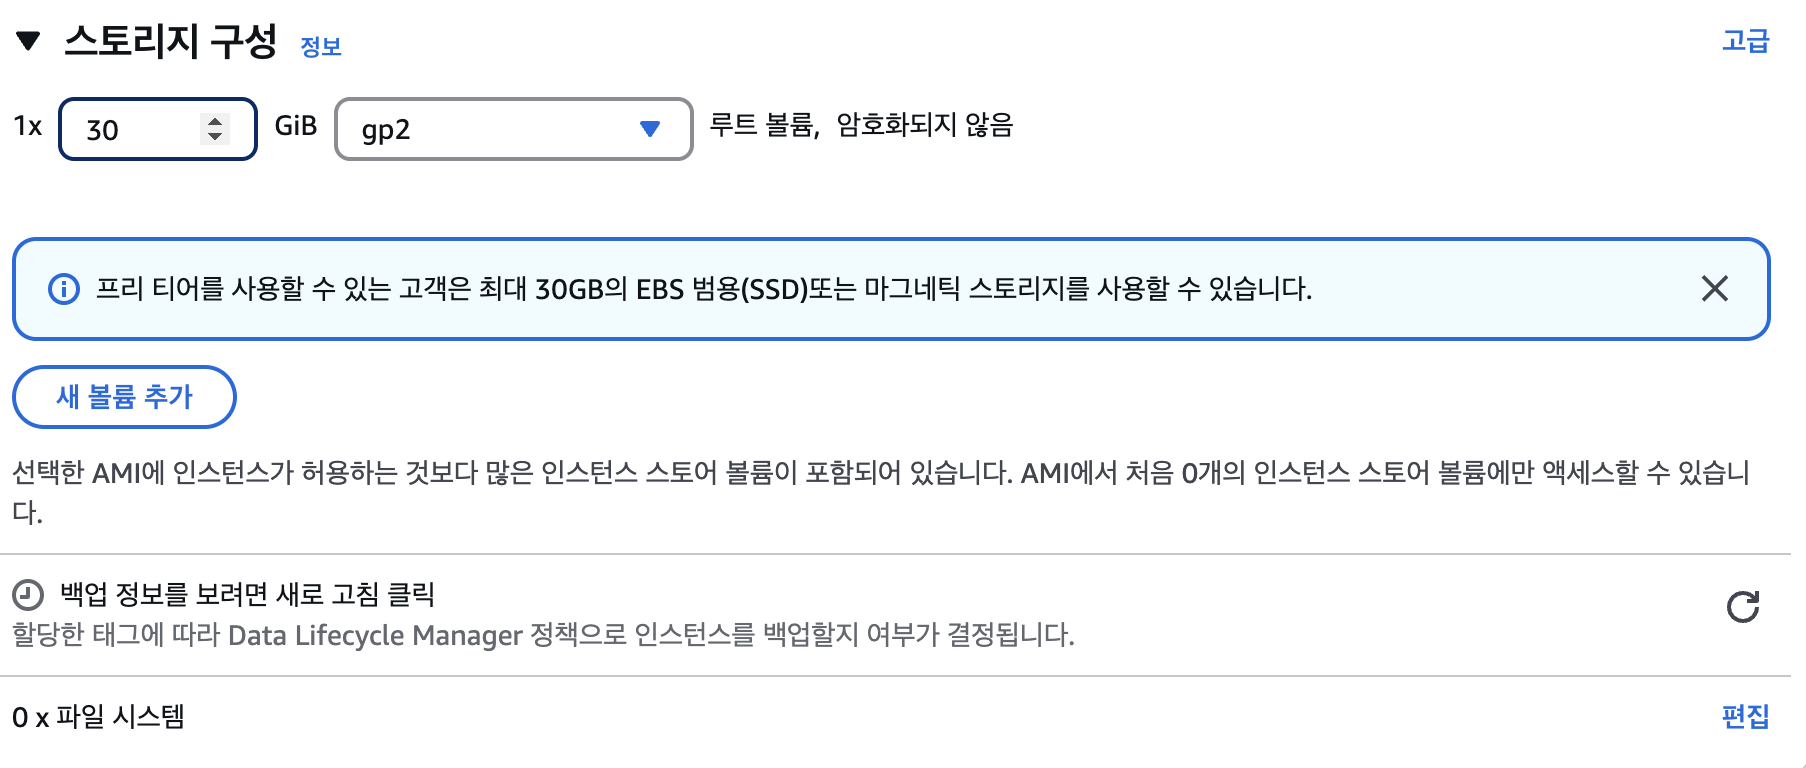 스토리지 구성 정보 고급
1x 30 GiB gp2 루트 볼륨, 암호화되지 않음
프리 티어를 사용할 수 있는 고객은 최대 30GB의 EBS 범용(SSD)또는 마그네틱 스토리지를 사용할 수 있습니다.
새 볼륨 추가
선택한 AMI에 인스턴스가 허용하는 것보다 많은 인스턴스 스토어 볼륨이 포함되어 있습니다. AMI에서 처음 0개의 인스턴스 스토어 볼륨에만 액세스할 수 있습니
다.
백업 정보를 보려면 새로 고침 클릭
할당한 태그에 따라 Data Lifecycle Manager 정책으로 인스턴스를 백업할지 여부가 결정됩니다.
0 x 파일 시스템 편집